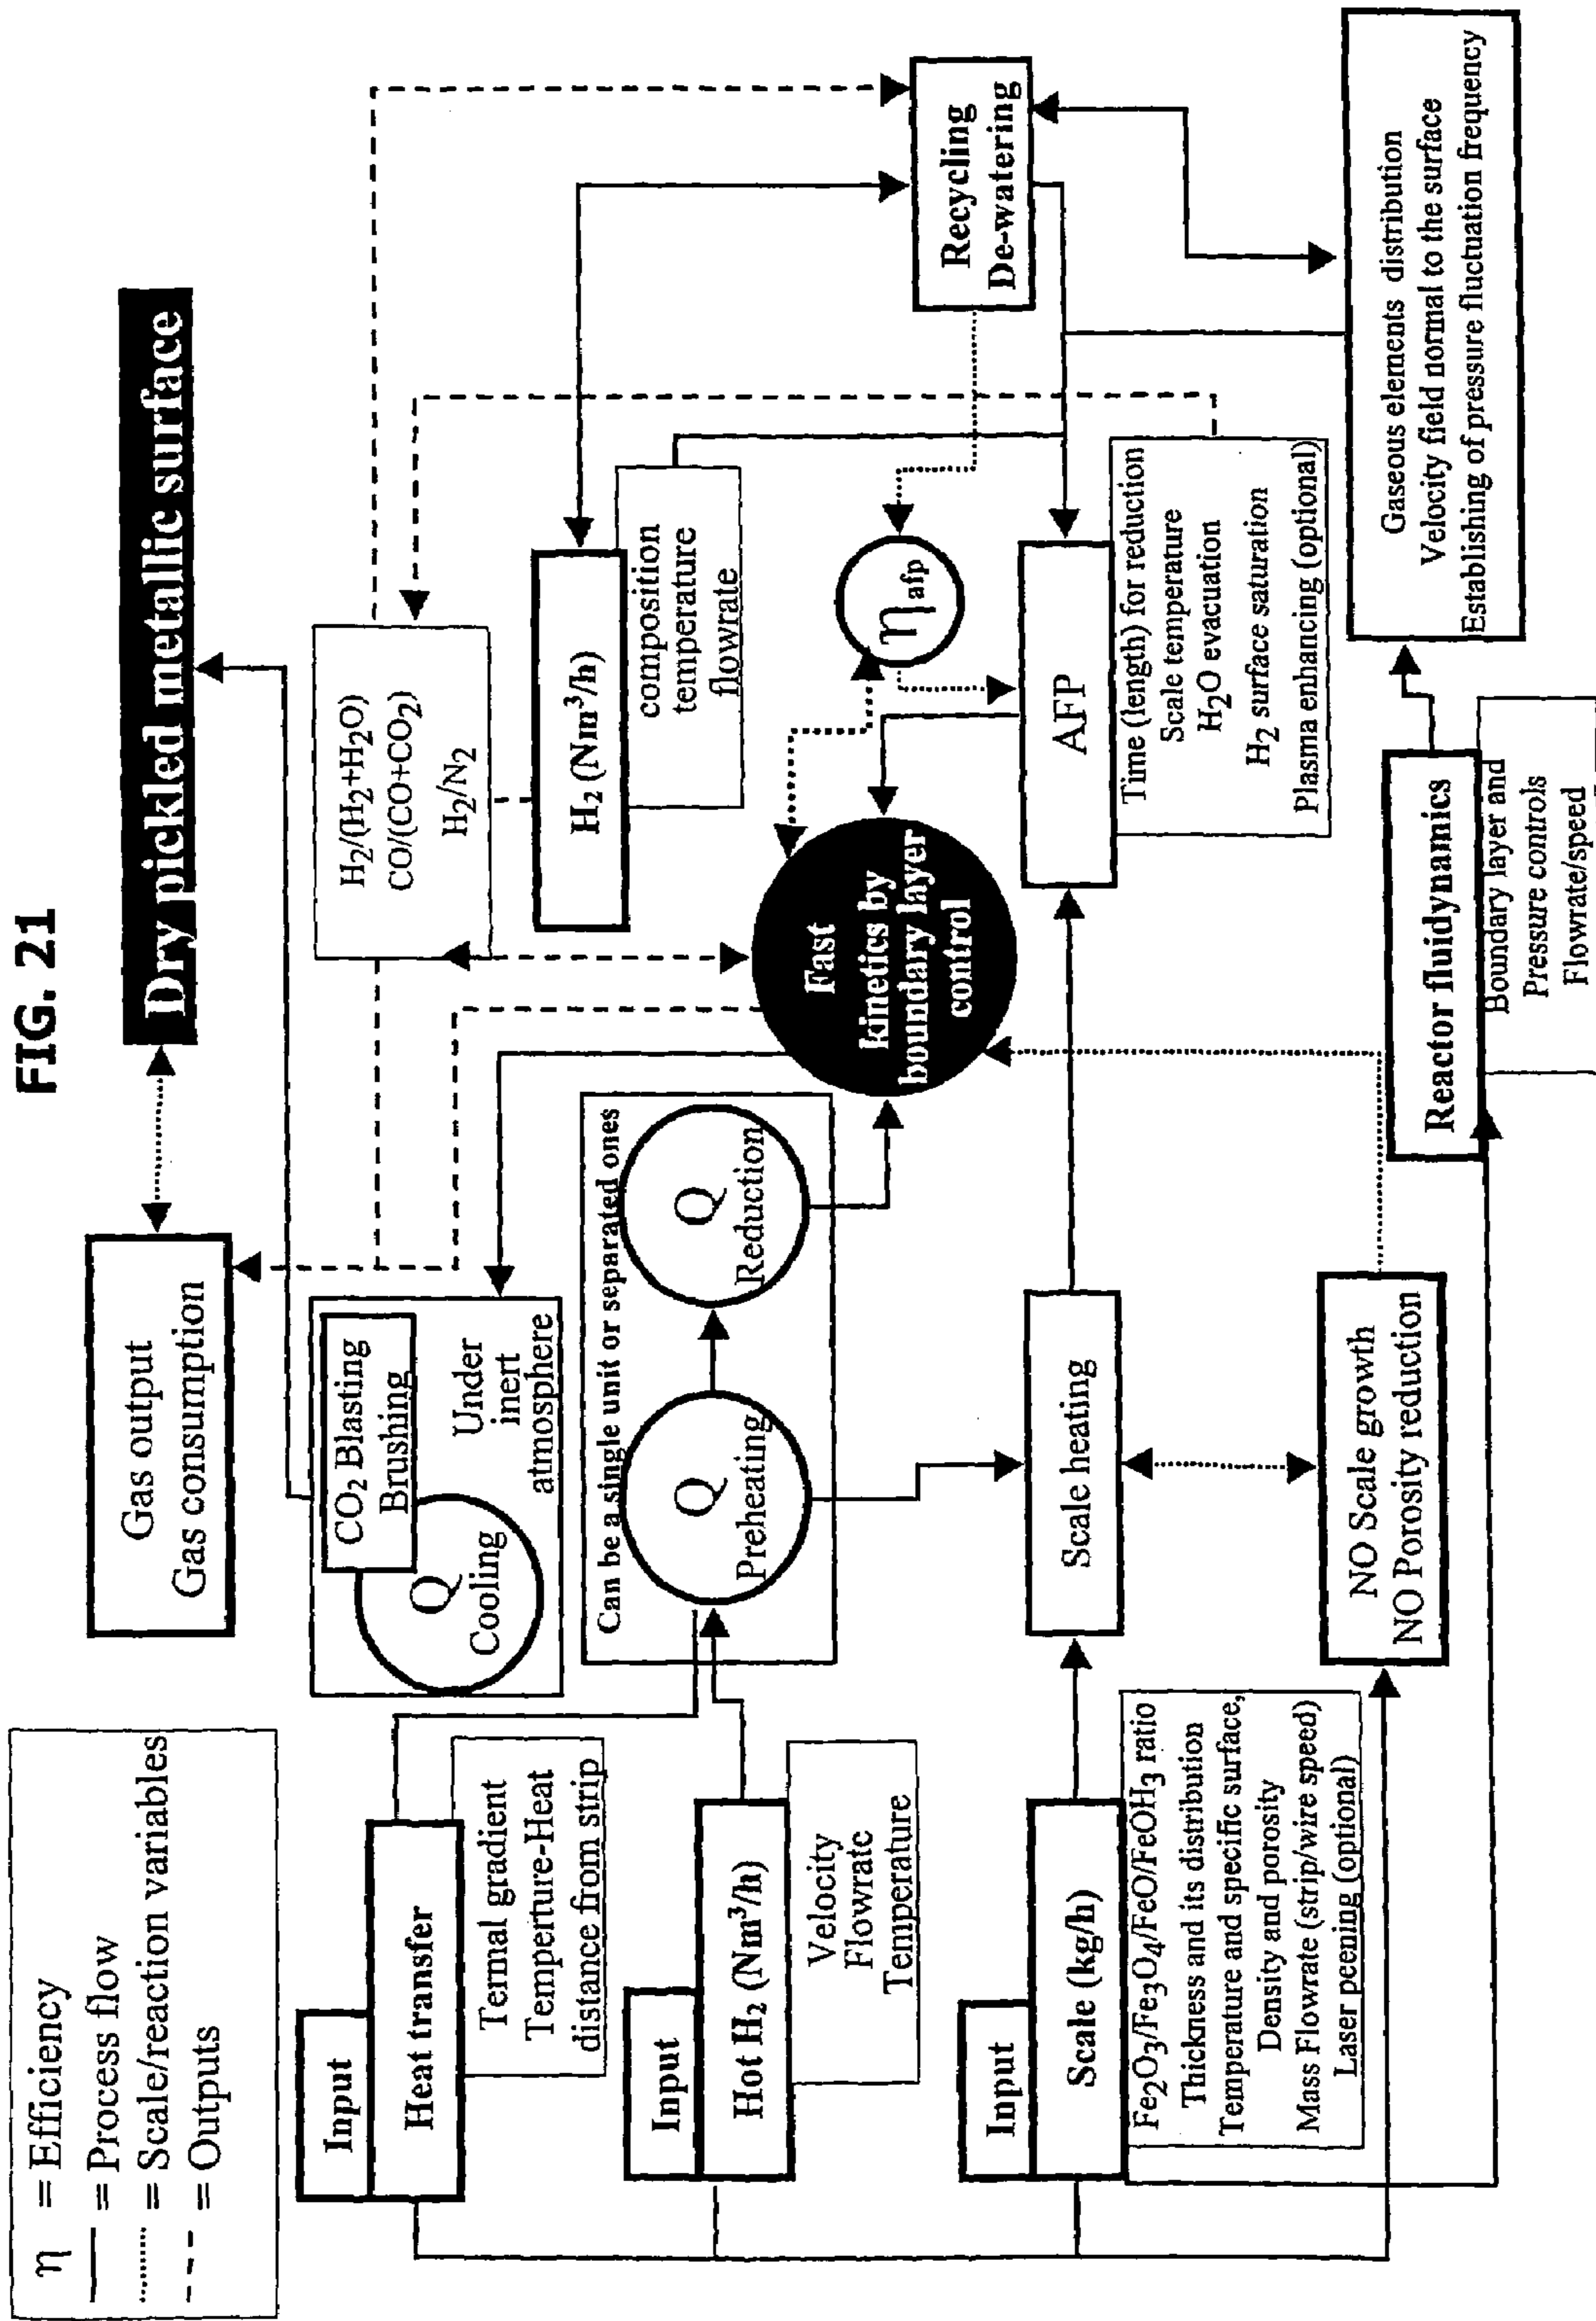 FIG. 21
η = Efficiency
= Process flow
= Scale/reaction variables
= Outputs
Gas output
Gas consumption
Dry pickled metallic surface
Input
Heat transfer
Ternal gradient
Temperture-Heat
distance from strip
CO2 Blasting
Brushing
Q
Cooling
Under
inert
atmosphere
H2/(H2+H2O)
CO/(CO+CO2)
H2/N2
H2 (Nm³/h)
composition
temperature
flowrate
Input
Hot H2 (Nm³/h)
Velocity
Flowrate
Temperature
Can be a single unit or separated ones
Q
Preheating
Q
Reduction
Fast
kinetics by
boundary layer
control
ηafp
Recycling
De-watering
Input
Scale (kg/h)
Fe2O3/Fe3O4/FeO/FeOH3 ratio
Thickness and its distribution
Temperature and specific surface,
Density and porosity
Mass Flowrate (strip/wire speed)
Laser peening (optional)
Scale heating
AFP
Time (length) for reduction
Scale temperature
H2O evacuation
H2 surface saturation
Plasma enhancing (optional)
NO Scale growth
NO Porosity reduction
Reactor fluidynamics
Boundary layer and
Pressure controls
Flowrate/speed
Gaseous elements distribution
Velocity field normal to the surface
Establishing of pressure fluctuation frequency